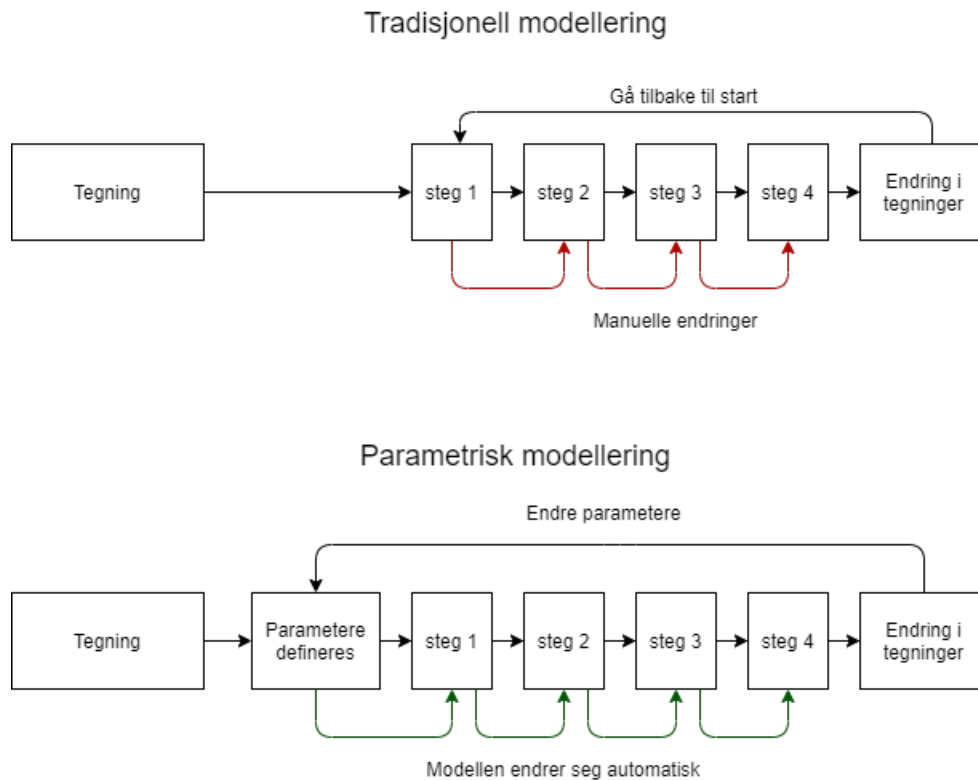 Tradisjonell modellering
Gå tilbake til start
Tegning
steg 1
steg 2
steg 3
steg 4
Endring i
tegninger
Manuelle endringer
Parametrisk modellering
Endre parametere
Tegning
Parametere
defineres
steg 1
steg 2
steg 3
steg 4
Endring i
tegninger
Modellen endrer seg automatisk